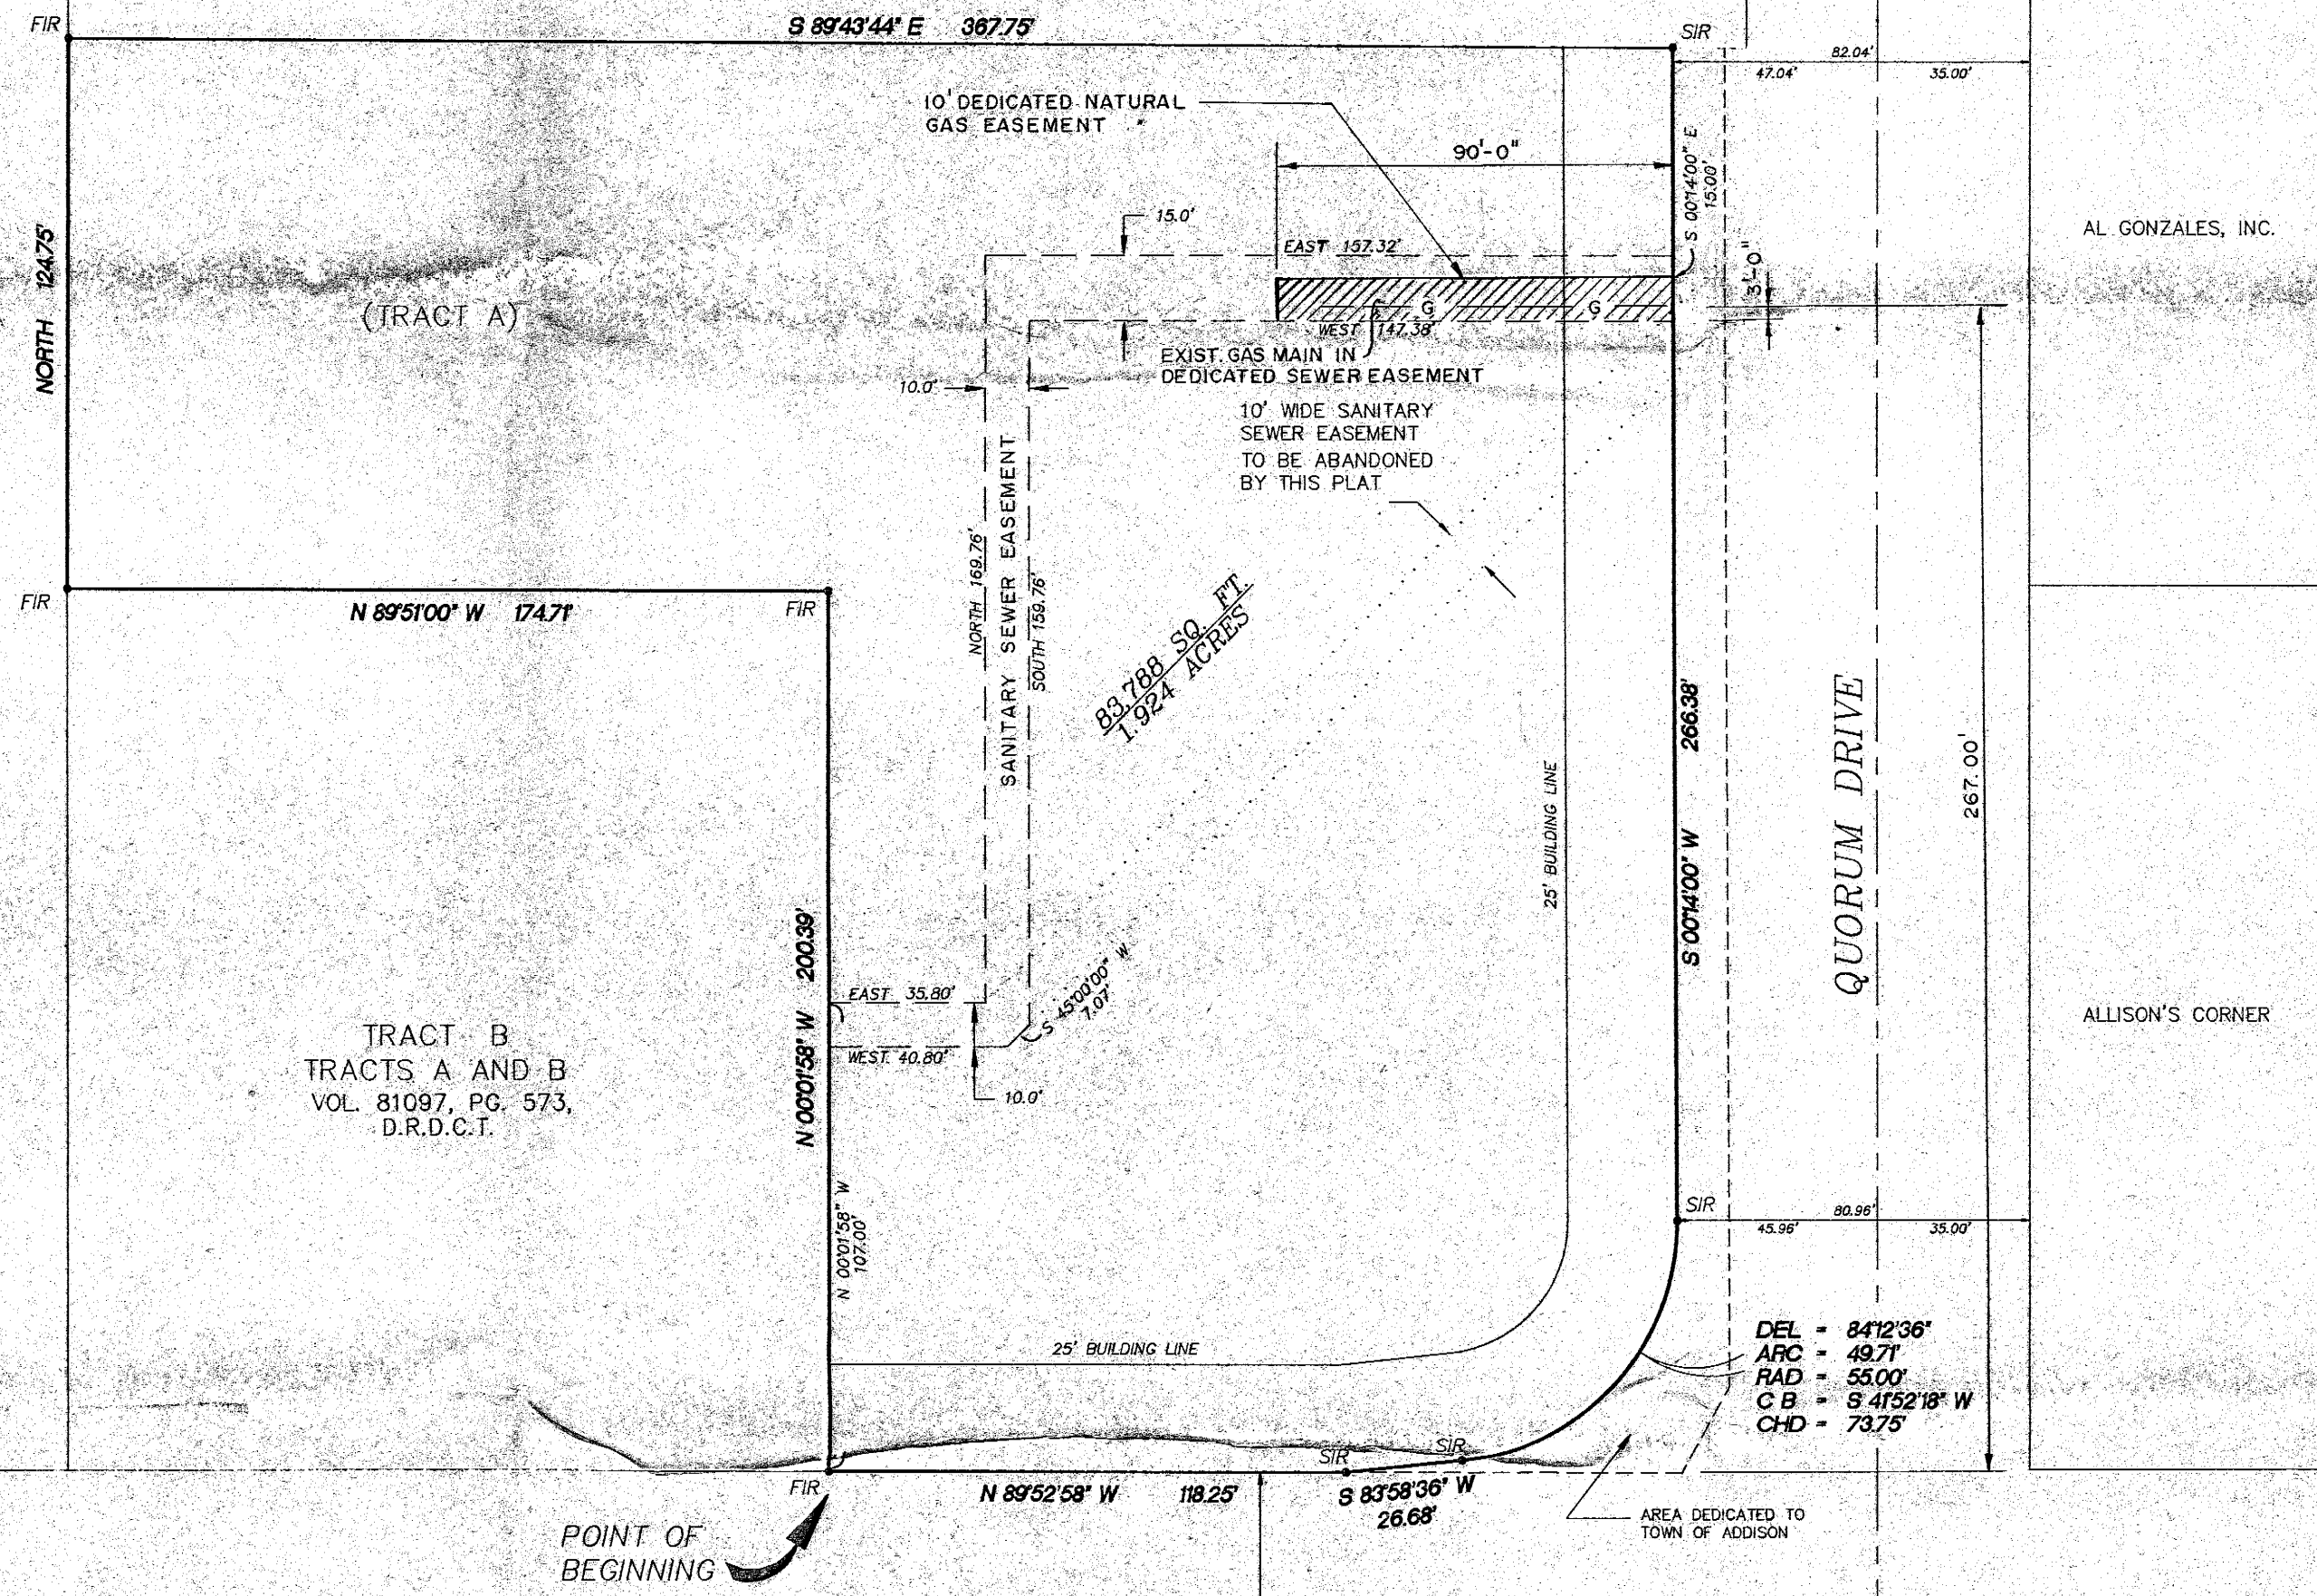 FIR
S 89°43'44" E 367.75'
SIR
82.04'
47.04'
35.00'
10' DEDICATED NATURAL
GAS EASEMENT
90'-0"
S 00°14'00" E
15.00'
15.0'
EAST 157.32'
3'-0"
AL GONZALES, INC.
NORTH 124.75'
(TRACT A)
G
G
WEST 147.38'
EXIST. GAS MAIN IN
DEDICATED SEWER EASEMENT
10.0'
10' WIDE SANITARY
SEWER EASEMENT
TO BE ABANDONED
BY THIS PLAT
NORTH 169.76'
SANITARY SEWER EASEMENT
SOUTH 159.76'
FIR
N 89°51'00" W 174.71'
FIR
83,788 SQ. FT.
1.924 ACRES
S 00°14'00" W 266.38'
QUORUM DRIVE
267.00'
25' BUILDING LINE
N 00°01'58" W 200.39'
EAST 35.80'
S 45°00'00" W
7.07'
WEST 40.80'
10.0'
ALLISON'S CORNER
TRACT B
TRACTS A AND B
VOL. 81097, PG. 573,
D.R.D.C.T.
N 00°01'58" W
107.00'
SIR
80.96'
45.96'
35.00'
25' BUILDING LINE
DEL = 84°12'36"
ARC = 49.71'
RAD = 55.00'
C B = S 41°52'18" W
CHD = 73.75'
SIR
SIR
FIR
N 89°52'58" W 118.25'
S 83°58'36" W
26.68'
AREA DEDICATED TO
TOWN OF ADDISON
POINT OF
BEGINNING